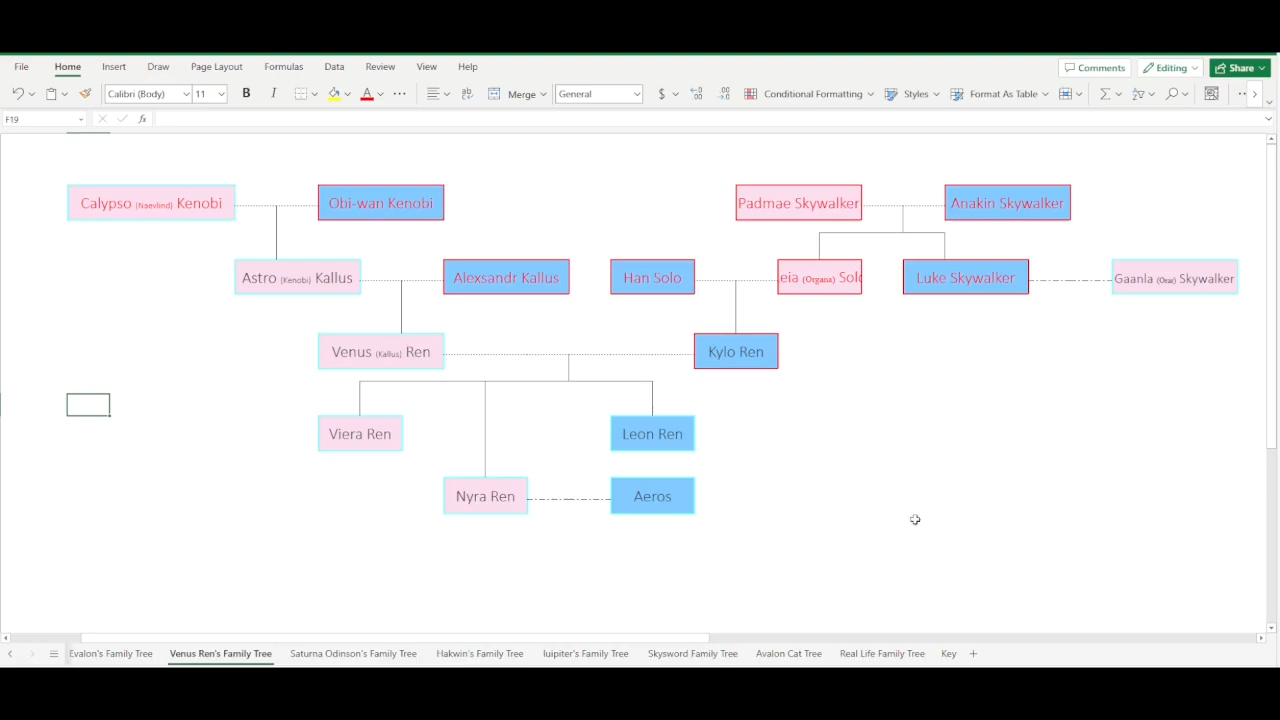 File Home Insert Draw Page Layout Formulas Data Review View Help Comments Editing Share
Calibri (Body) 11 B I A Merge General $ Conditional Formatting Styles Format As Table
F19 fx
Calypso (Naevlind) Kenobi Obi-wan Kenobi Padmae Skywalker Anakin Skywalker
Astro (Kenobi) Kallus Alexsandr Kallus Han Solo eia (Organa) Solo Luke Skywalker Gaanla Skywalker
Venus (Kallus) Ren Kylo Ren
Viera Ren Leon Ren
Nyra Ren Aeros
Evalon's Family Tree Venus Ren's Family Tree Saturna Odinson's Family Tree Hakwin's Family Tree Iuipiter's Family Tree Skysword Family Tree Avalon Cat Tree Real Life Family Tree Key